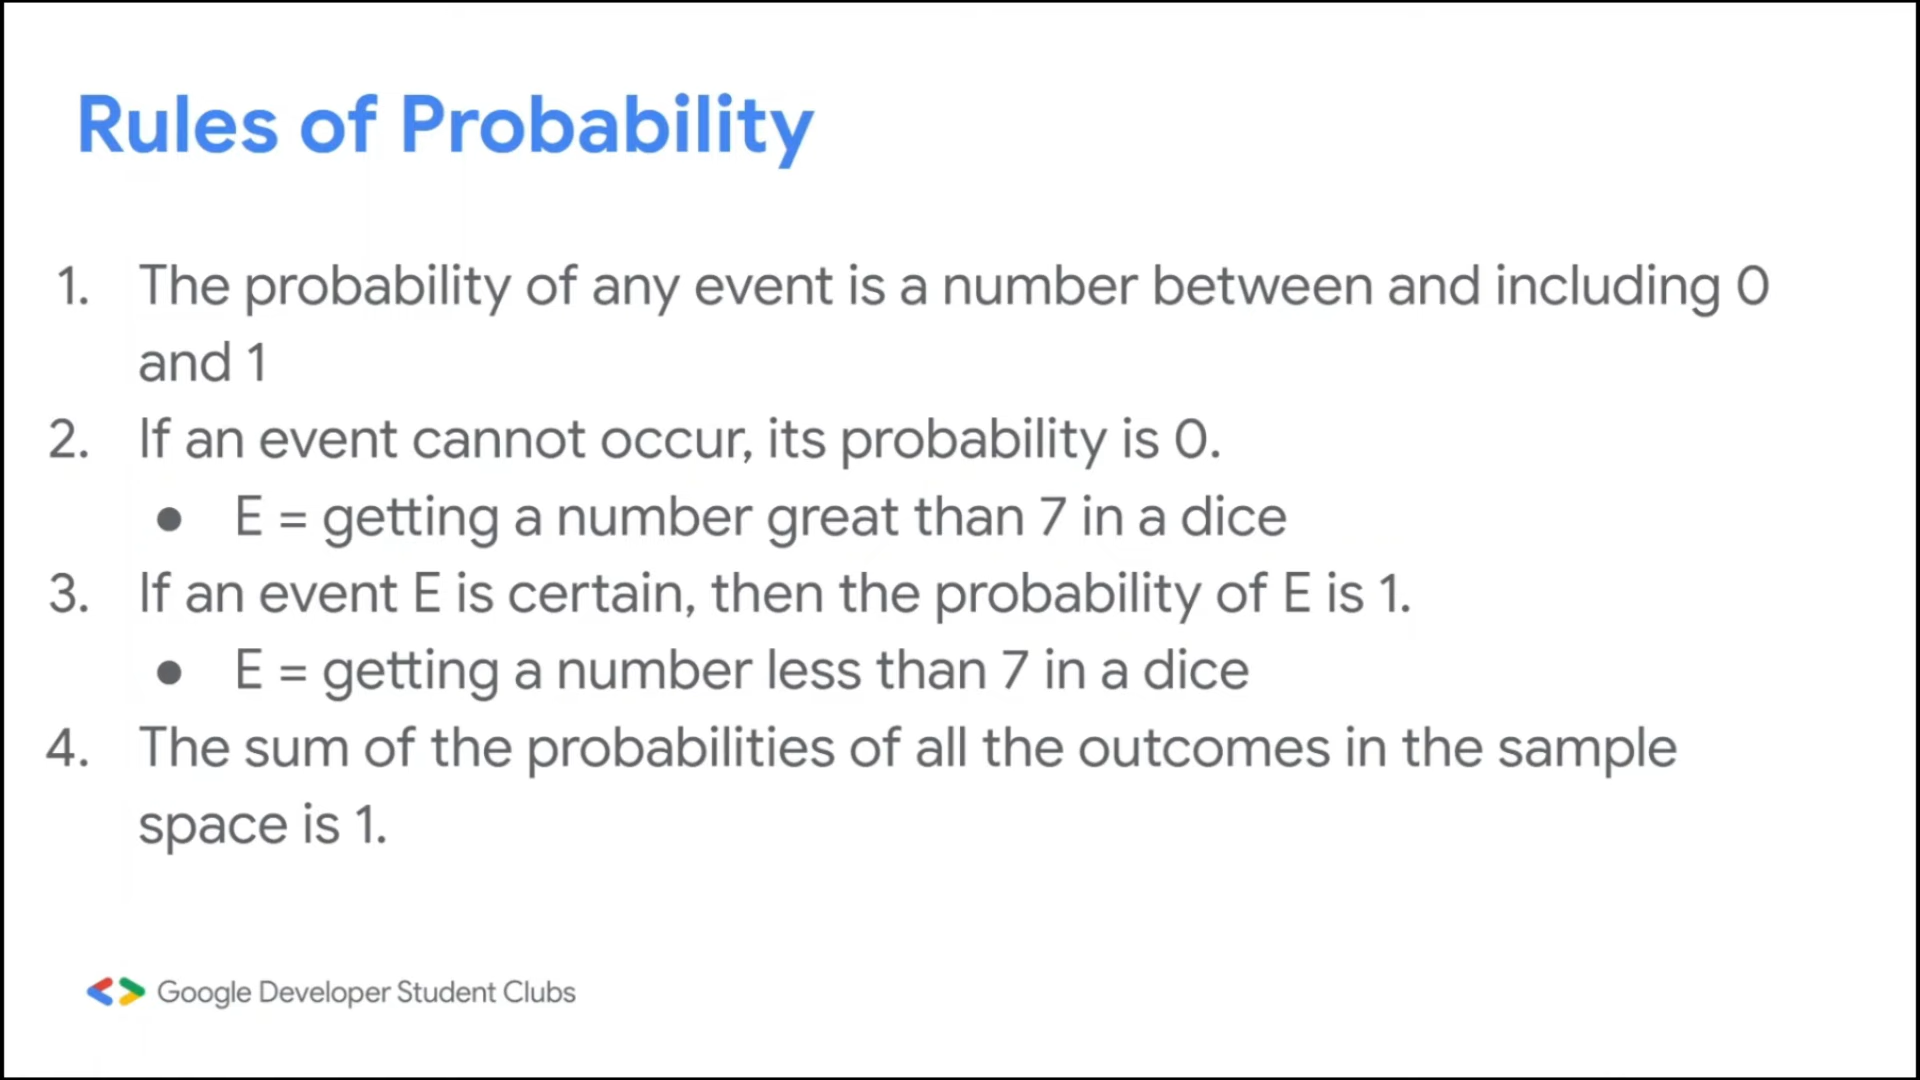 Rules of Probability
1. The probability of any event is a number between and including 0
and 1
2. If an event cannot occur, its probability is 0.
● E = getting a number great than 7 in a dice
3. If an event E is certain, then the probability of E is 1.
● E = getting a number less than 7 in a dice
4. The sum of the probabilities of all the outcomes in the sample
space is 1.
Google Developer Student Clubs